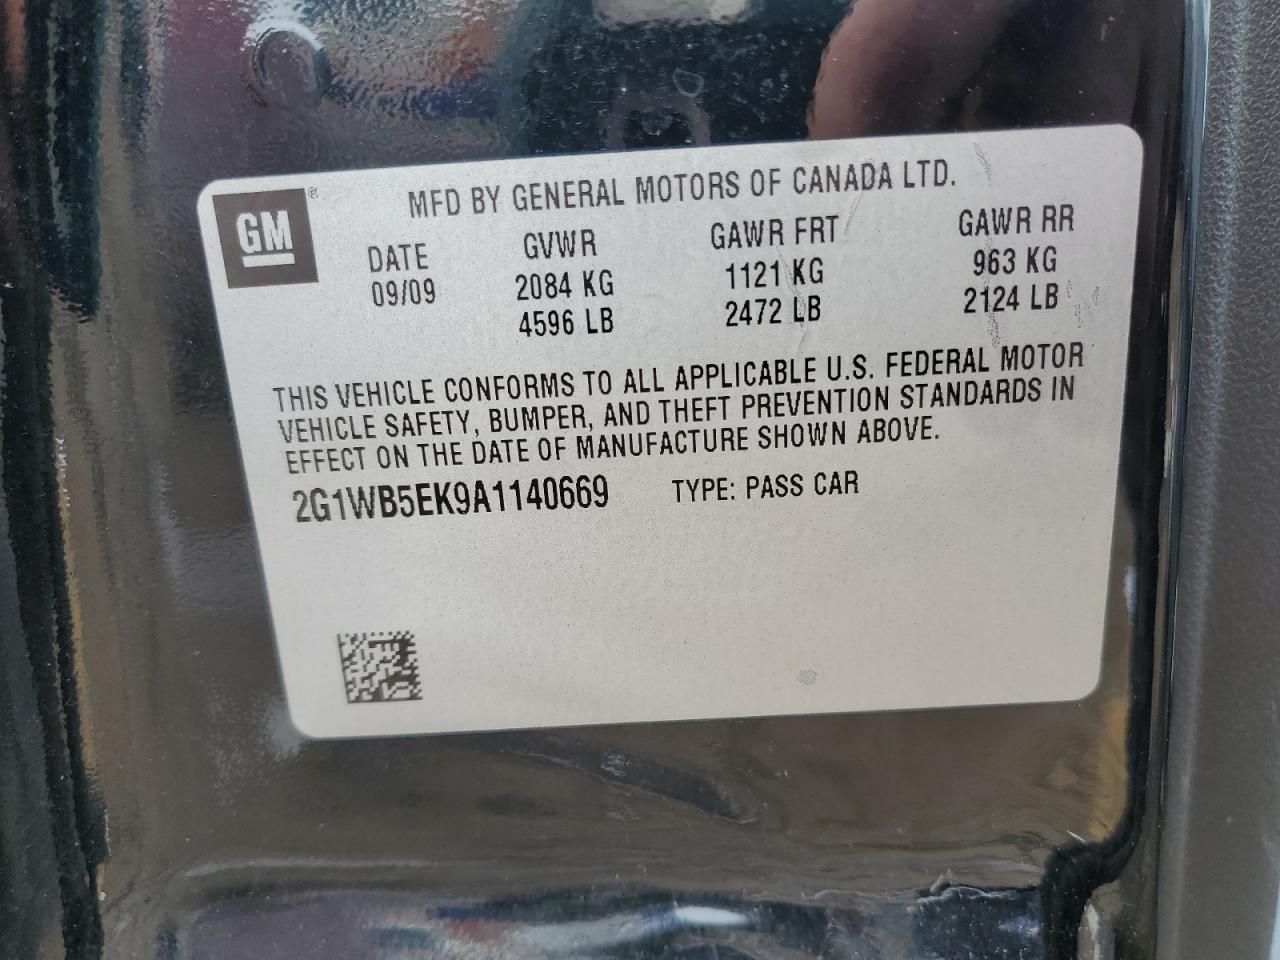 GM ®
MFD BY GENERAL MOTORS OF CANADA LTD.
DATE GVWR GAWR FRT GAWR RR
09/09 2084 KG 1121 KG 963 KG
4596 LB 2472 LB 2124 LB
THIS VEHICLE CONFORMS TO ALL APPLICABLE U.S. FEDERAL MOTOR
VEHICLE SAFETY, BUMPER, AND THEFT PREVENTION STANDARDS IN
EFFECT ON THE DATE OF MANUFACTURE SHOWN ABOVE.
2G1WB5EK9A1140669 TYPE: PASS CAR